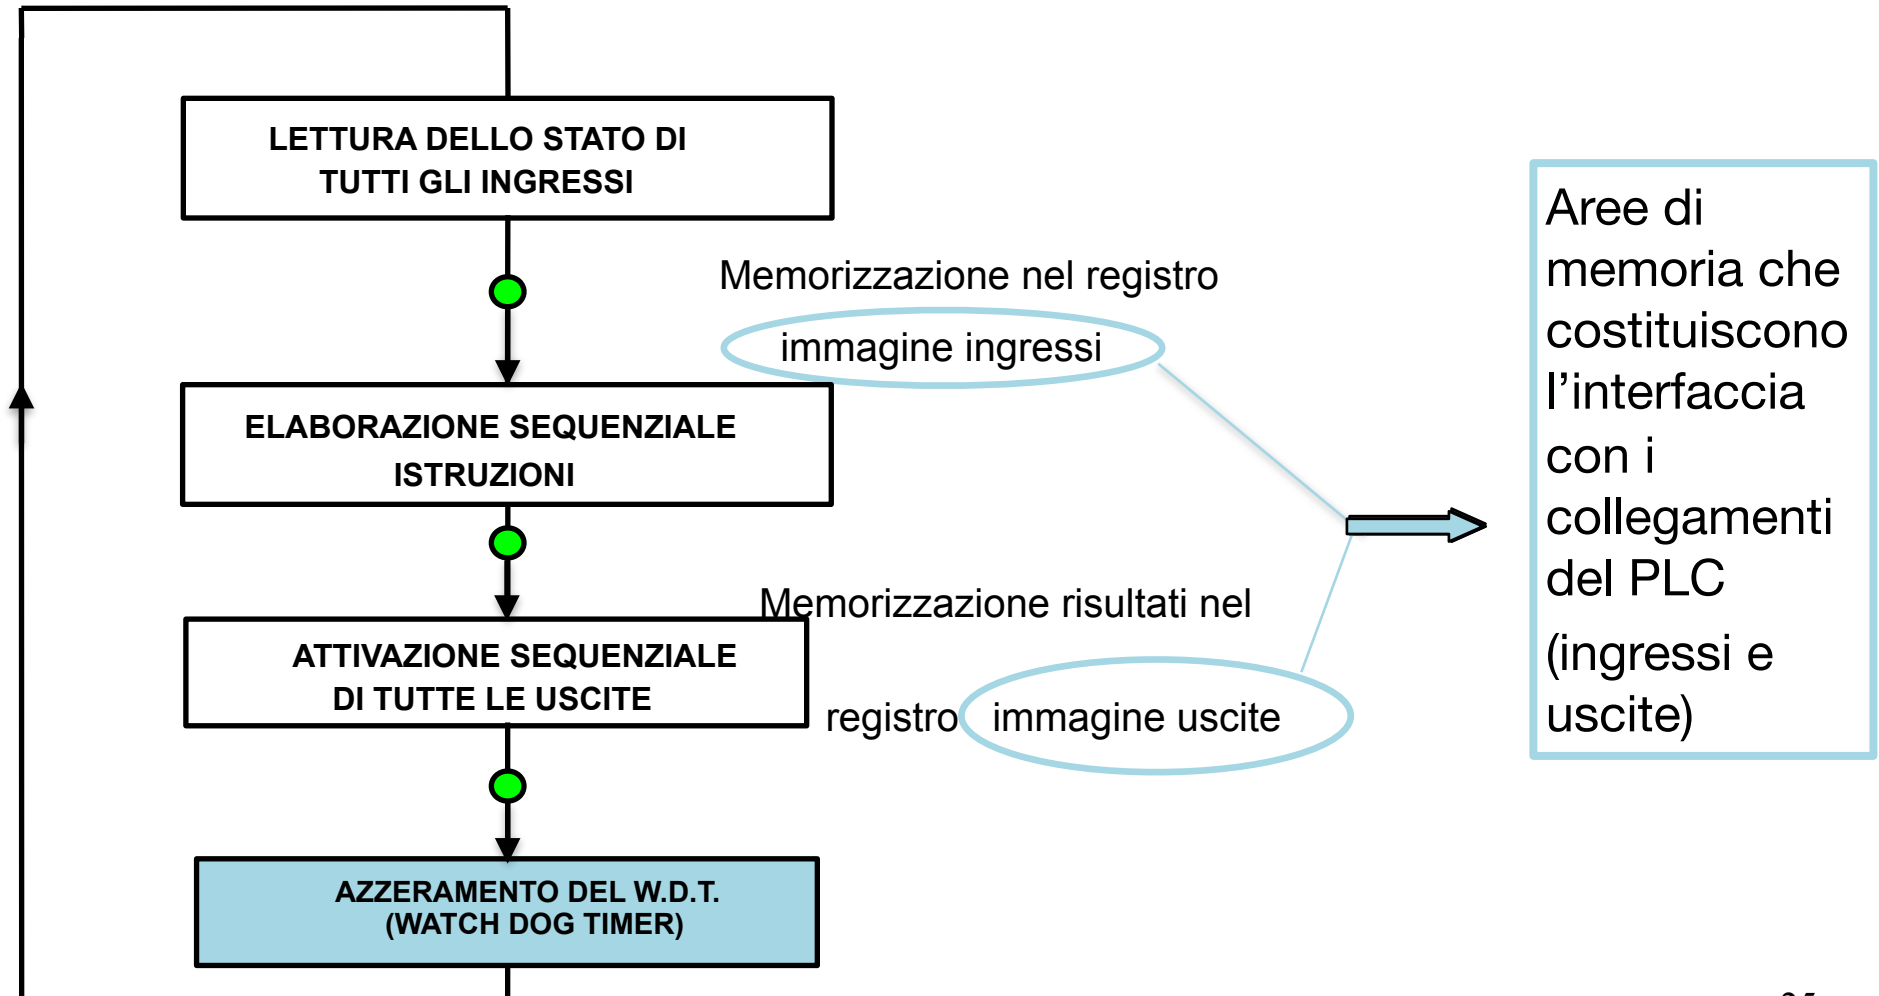 LETTURA DELLO STATO DI
TUTTI GLI INGRESSI
Memorizzazione nel registro
immagine ingressi
ELABORAZIONE SEQUENZIALE
ISTRUZIONI
Memorizzazione risultati nel
registro immagine uscite
ATTIVAZIONE SEQUENZIALE
DI TUTTE LE USCITE
AZZERAMENTO DEL W.D.T.
(WATCH DOG TIMER)
Aree di
memoria che
costituiscono
l’interfaccia
con i
collegamenti
del PLC
(ingressi e
uscite)